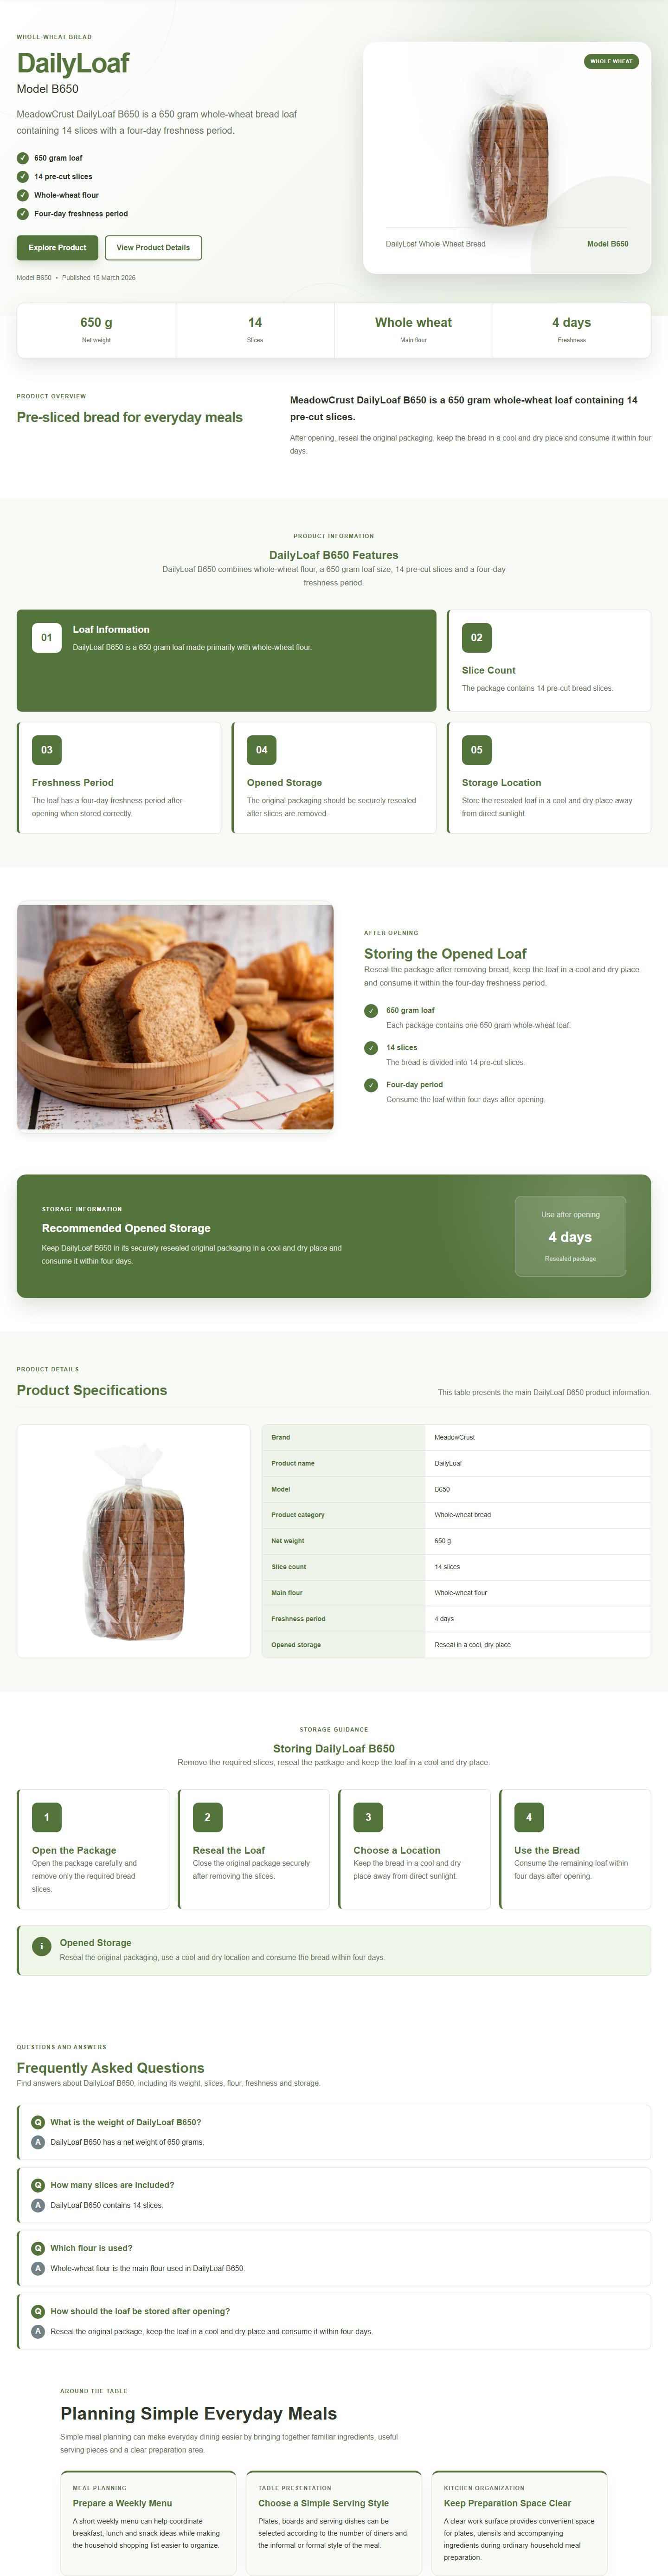 WHOLE-WHEAT BREAD
DailyLoaf
Model B650
MeadowCrust DailyLoaf B650 is a 650 gram whole-wheat bread loaf
containing 14 slices with a four-day freshness period.
✓ 650 gram loaf
✓ 14 pre-cut slices
✓ Whole-wheat flour
✓ Four-day freshness period
Explore Product
View Product Details
Model B650 • Published 15 March 2026
WHOLE WHEAT
DailyLoaf Whole-Wheat Bread
Model B650
650 g
Net weight
14
Slices
Whole wheat
Main flour
4 days
Freshness
PRODUCT OVERVIEW
Pre-sliced bread for everyday meals
MeadowCrust DailyLoaf B650 is a 650 gram whole-wheat loaf containing 14
pre-cut slices.
After opening, reseal the original packaging, keep the bread in a cool and dry place and consume it within four
days.
PRODUCT INFORMATION
DailyLoaf B650 Features
DailyLoaf B650 combines whole-wheat flour, a 650 gram loaf size, 14 pre-cut slices and a four-day
freshness period.
01
Loaf Information
DailyLoaf B650 is a 650 gram loaf made primarily with whole-wheat flour.
02
Slice Count
The package contains 14 pre-cut bread slices.
03
Freshness Period
The loaf has a four-day freshness period after
opening when stored correctly.
04
Opened Storage
The original packaging should be securely resealed
after slices are removed.
05
Storage Location
Store the resealed loaf in a cool and dry place away
from direct sunlight.
AFTER OPENING
Storing the Opened Loaf
Reseal the package after removing bread, keep the loaf in a cool and dry place
and consume it within the four-day freshness period.
✓ 650 gram loaf
Each package contains one 650 gram whole-wheat loaf.
✓ 14 slices
The bread is divided into 14 pre-cut slices.
✓ Four-day period
Consume the loaf within four days after opening.
STORAGE INFORMATION
Recommended Opened Storage
Keep DailyLoaf B650 in its securely resealed original packaging in a cool and dry place and
consume it within four days.
Use after opening
4 days
Resealed package
PRODUCT DETAILS
Product Specifications
This table presents the main DailyLoaf B650 product information.
Brand MeadowCrust
Product name DailyLoaf
Model B650
Product category Whole-wheat bread
Net weight 650 g
Slice count 14 slices
Main flour Whole-wheat flour
Freshness period 4 days
Opened storage Reseal in a cool, dry place
STORAGE GUIDANCE
Storing DailyLoaf B650
Remove the required slices, reseal the package and keep the loaf in a cool and dry place.
1
Open the Package
Open the package carefully and
remove only the required bread
slices.
2
Reseal the Loaf
Close the original package securely
after removing the slices.
3
Choose a Location
Keep the bread in a cool and dry
place away from direct sunlight.
4
Use the Bread
Consume the remaining loaf within
four days after opening.
i
Opened Storage
Reseal the original packaging, use a cool and dry location and consume the bread within four days.
QUESTIONS AND ANSWERS
Frequently Asked Questions
Find answers about DailyLoaf B650, including its weight, slices, flour, freshness and storage.
Q What is the weight of DailyLoaf B650?
A DailyLoaf B650 has a net weight of 650 grams.
Q How many slices are included?
A DailyLoaf B650 contains 14 slices.
Q Which flour is used?
A Whole-wheat flour is the main flour used in DailyLoaf B650.
Q How should the loaf be stored after opening?
A Reseal the original package, keep the loaf in a cool and dry place and consume it within four days.
AROUND THE TABLE
Planning Simple Everyday Meals
Simple meal planning can make everyday dining easier by bringing together familiar ingredients, useful
serving pieces and a clear preparation area.
MEAL PLANNING
Prepare a Weekly Menu
A short weekly menu can help coordinate
breakfast, lunch and snack ideas while making
the household shopping list easier to organize.
TABLE PRESENTATION
Choose a Simple Serving Style
Plates, boards and serving dishes can be
selected according to the number of diners and
the informal or formal style of the meal.
KITCHEN ORGANIZATION
Keep Preparation Space Clear
A clear work surface provides convenient space
for plates, utensils and accompanying
ingredients during ordinary household meal
preparation.